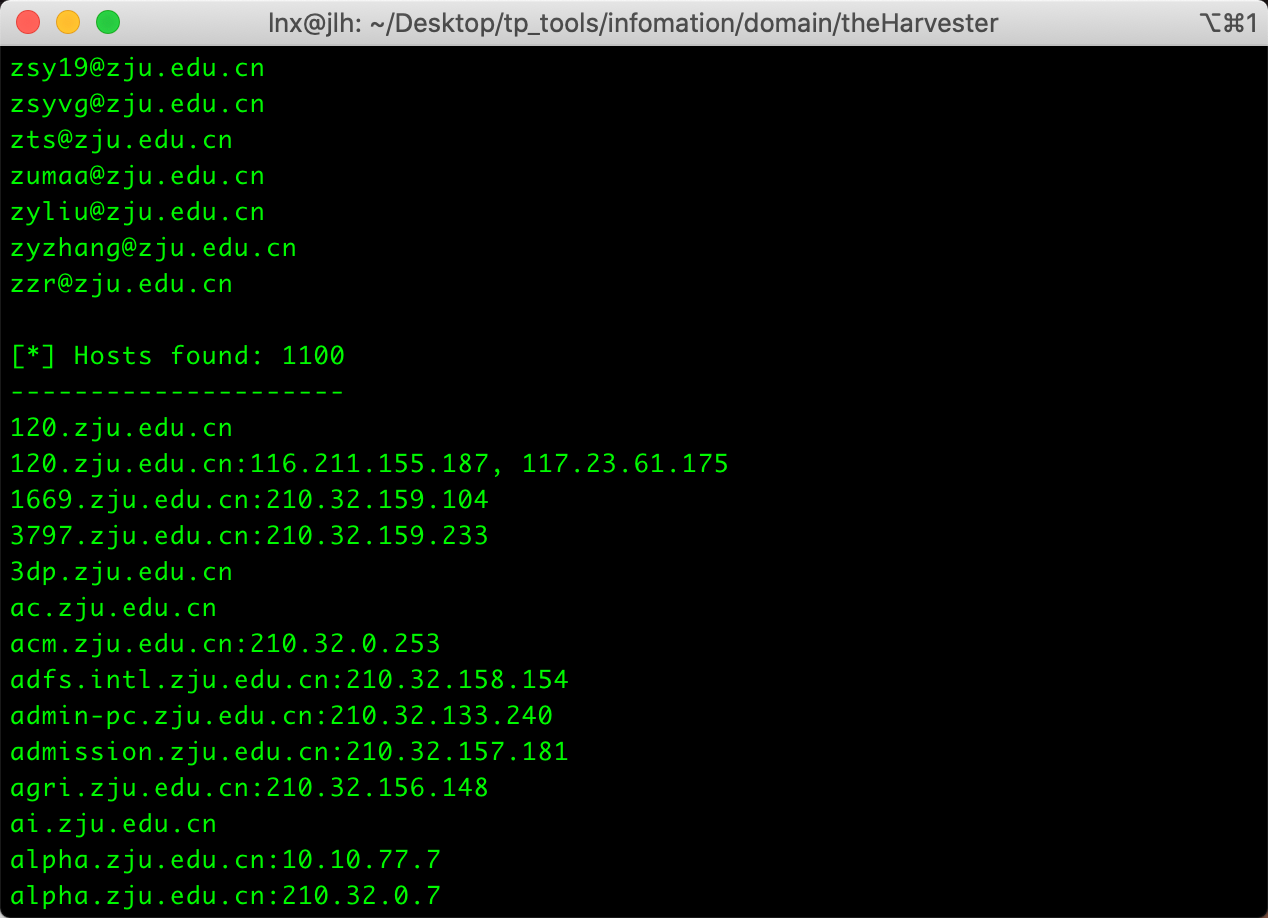 lnx@jlh: ~/Desktop/tp_tools/infomation/domain/theHarvester ⌥⌘1
zsy19@zju.edu.cn
zsyvg@zju.edu.cn
zts@zju.edu.cn
zumaa@zju.edu.cn
zyliu@zju.edu.cn
zyzhang@zju.edu.cn
zzr@zju.edu.cn
[*] Hosts found: 1100
---------------------
120.zju.edu.cn
120.zju.edu.cn:116.211.155.187, 117.23.61.175
1669.zju.edu.cn:210.32.159.104
3797.zju.edu.cn:210.32.159.233
3dp.zju.edu.cn
ac.zju.edu.cn
acm.zju.edu.cn:210.32.0.253
adfs.intl.zju.edu.cn:210.32.158.154
admin-pc.zju.edu.cn:210.32.133.240
admission.zju.edu.cn:210.32.157.181
agri.zju.edu.cn:210.32.156.148
ai.zju.edu.cn
alpha.zju.edu.cn:10.10.77.7
alpha.zju.edu.cn:210.32.0.7